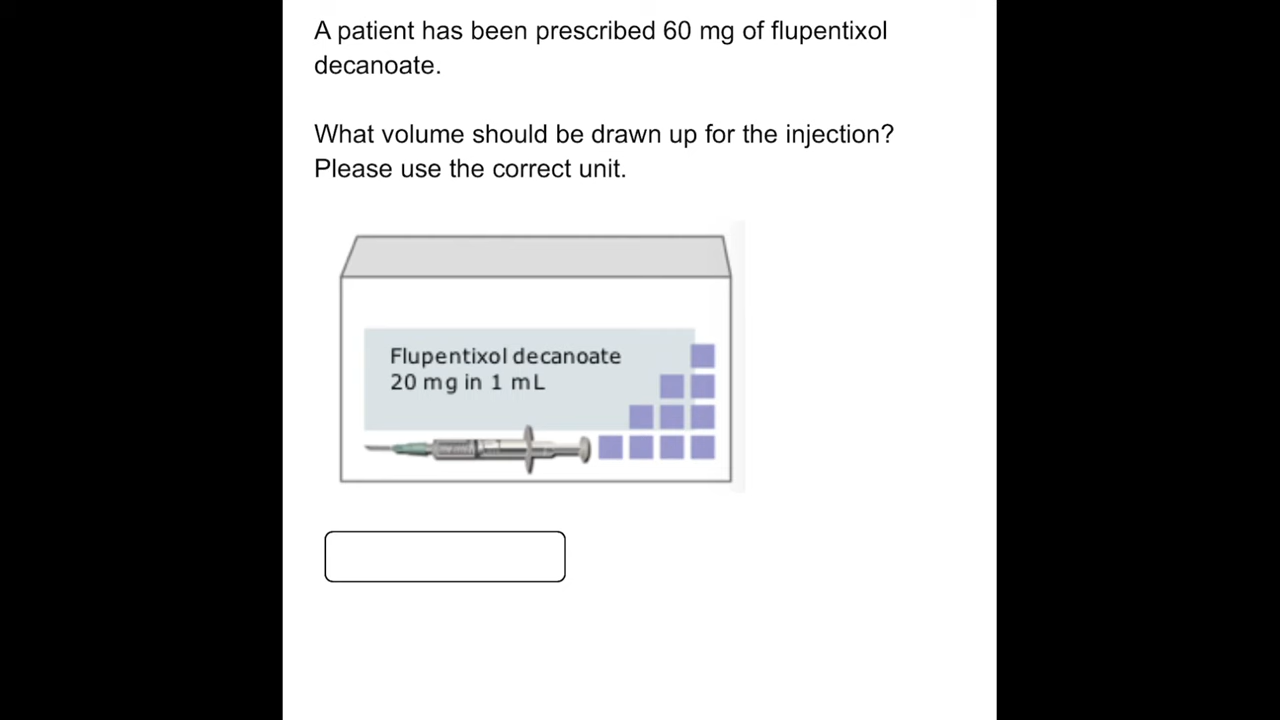 A patient has been prescribed 60 mg of flupentixol
decanoate.
What volume should be drawn up for the injection?
Please use the correct unit.
Flupentixol decanoate
20 mg in 1 mL